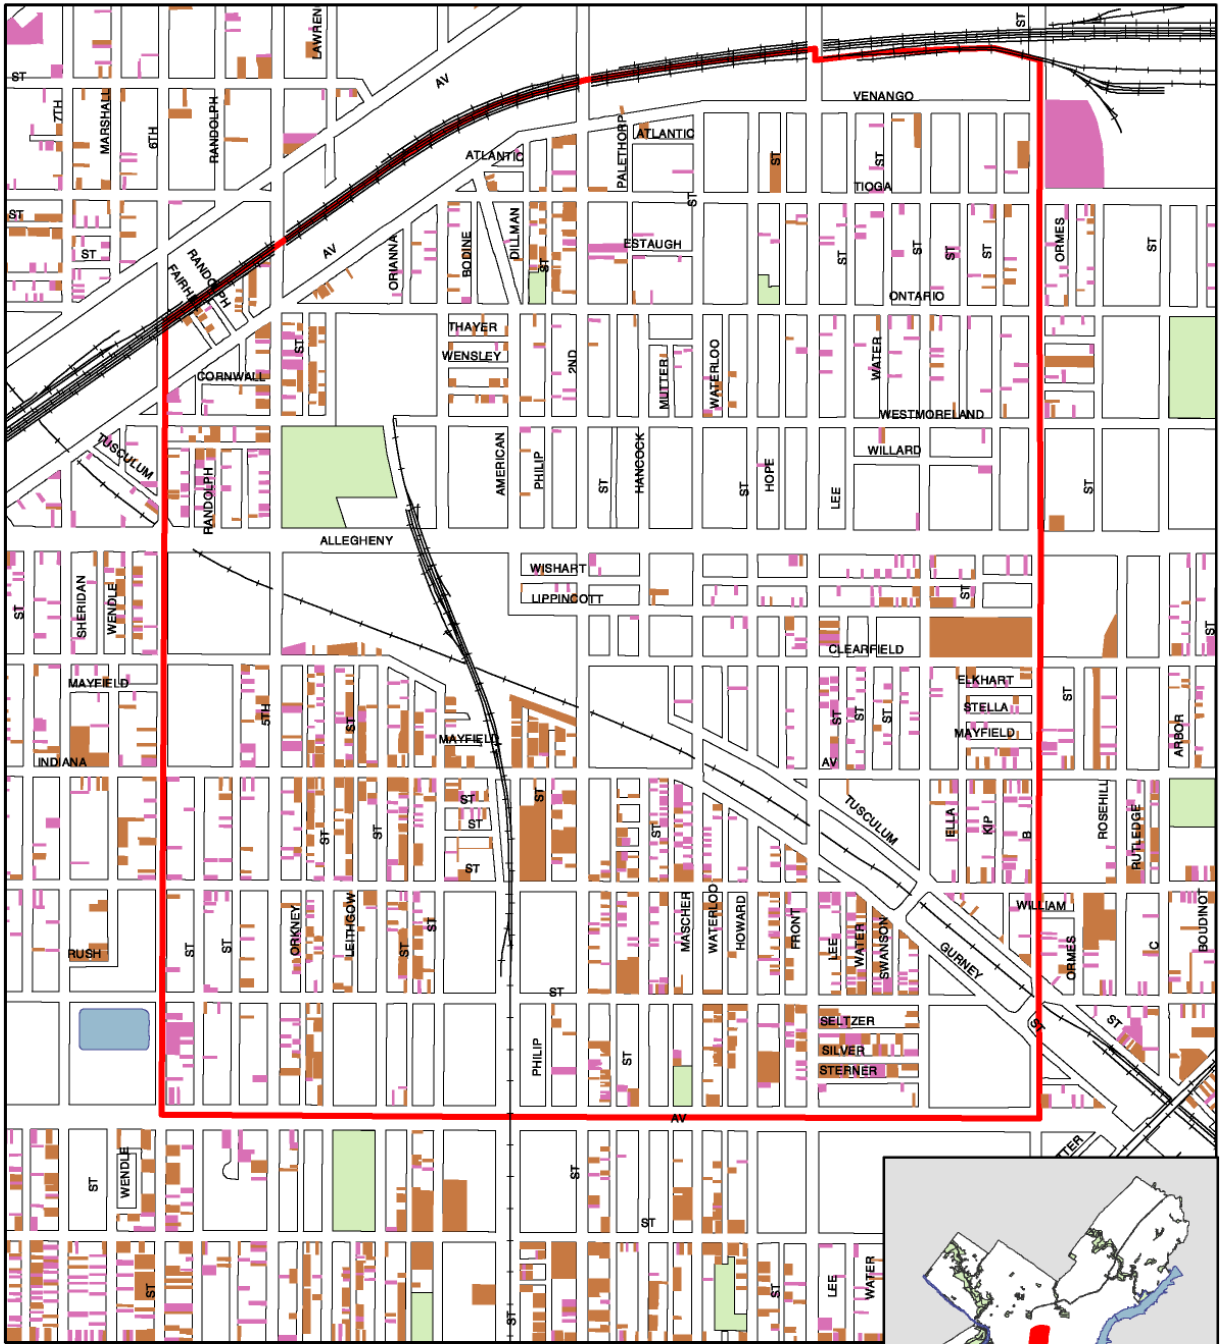 LAWREN
ST
ST
AV
7TH
MARSHALL
6TH
RANDOLPH
VENANGO
PALETHORP
ATLANTIC
ATLANTIC
ST
ST
TIOGA
ST
ST
ST
RANDOLPH
FAIRH
AV
ORIANNA
BODINE
DILLMAN
ST
ESTAUGH
ST
ST
ST
ST
ORMES
ST
ONTARIO
THAYER
WENSLEY
ST
CORNWALL
2ND
MUTTER
WATERLOO
WATER
WESTMORELAND
TUSCULUM
RANDOLPH
AMERICAN
PHILIP
ST
HANCOCK
ST
HOPE
LEE
WILLARD
ST
ALLEGHENY
WISHART
LIPPINCOTT
ST
ST
SHERIDAN
WENDLE
ST
CLEARFIELD
MAYFIELD
5TH
ST
MAYFIELD
ST
ST
ST
ELKHART
STELLA
MAYFIELD
ST
ARBOR
INDIANA
AV
ST
ST
ST
ST
ST
ST
ST
TUSCULUM
ELLA
KIP
B
ROSEHILL
RUTLEDGE
WILLIAM
RUSH
ST
ST
ORKNEY
LEITHGOW
ST
ST
MASCHER
WATERLOO
HOWARD
FRONT
LEE
WATER
SWANSON
GURNEY
ORMES
C
BOUDINOT
ST
PHILIP
ST
SELTZER
SILVER
STERNER
ST
ST
AV
ST
WENDLE
ST
ST
TTER
ST
ST
ST
LEE
WATER